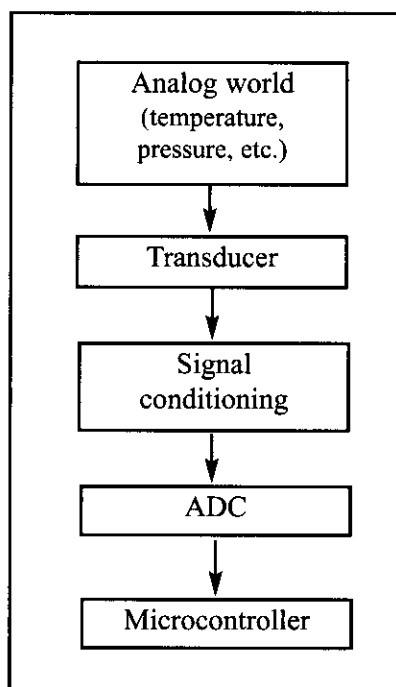 Analog world
(temperature,
pressure, etc.)
Transducer
Signal
conditioning
ADC
Microcontroller